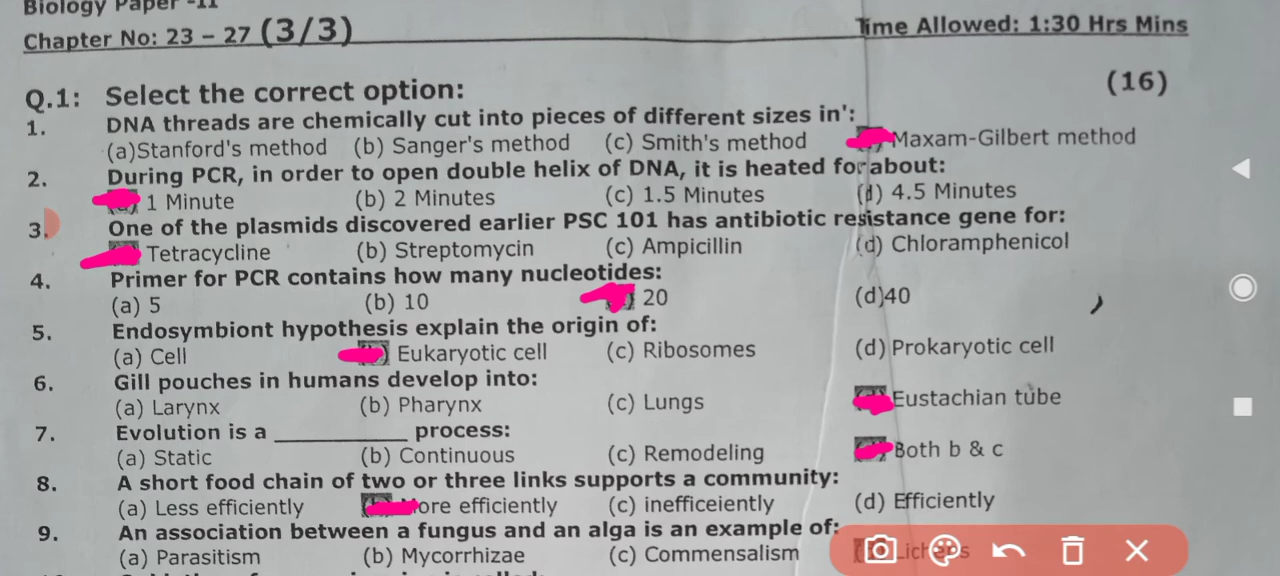 Biology Paper -II
Chapter No: 23 – 27 (3/3) Time Allowed: 1:30 Hrs Mins
Q.1: Select the correct option: (16)
1. DNA threads are chemically cut into pieces of different sizes in':
(a)Stanford's method (b) Sanger's method (c) Smith's method Maxam-Gilbert method
2. During PCR, in order to open double helix of DNA, it is heated for about:
1 Minute (b) 2 Minutes (c) 1.5 Minutes (d) 4.5 Minutes
3. One of the plasmids discovered earlier PSC 101 has antibiotic resistance gene for:
Tetracycline (b) Streptomycin (c) Ampicillin (d) Chloramphenicol
4. Primer for PCR contains how many nucleotides:
(a) 5 (b) 10 20 (d)40
5. Endosymbiont hypothesis explain the origin of:
(a) Cell Eukaryotic cell (c) Ribosomes (d) Prokaryotic cell
6. Gill pouches in humans develop into:
(a) Larynx (b) Pharynx (c) Lungs Eustachian tube
7. Evolution is a __________ process:
(a) Static (b) Continuous (c) Remodeling Both b & c
8. A short food chain of two or three links supports a community:
(a) Less efficiently More efficiently (c) inefficeiently (d) Efficiently
9. An association between a fungus and an alga is an example of:
(a) Parasitism (b) Mycorrhizae (c) Commensalism Lichens